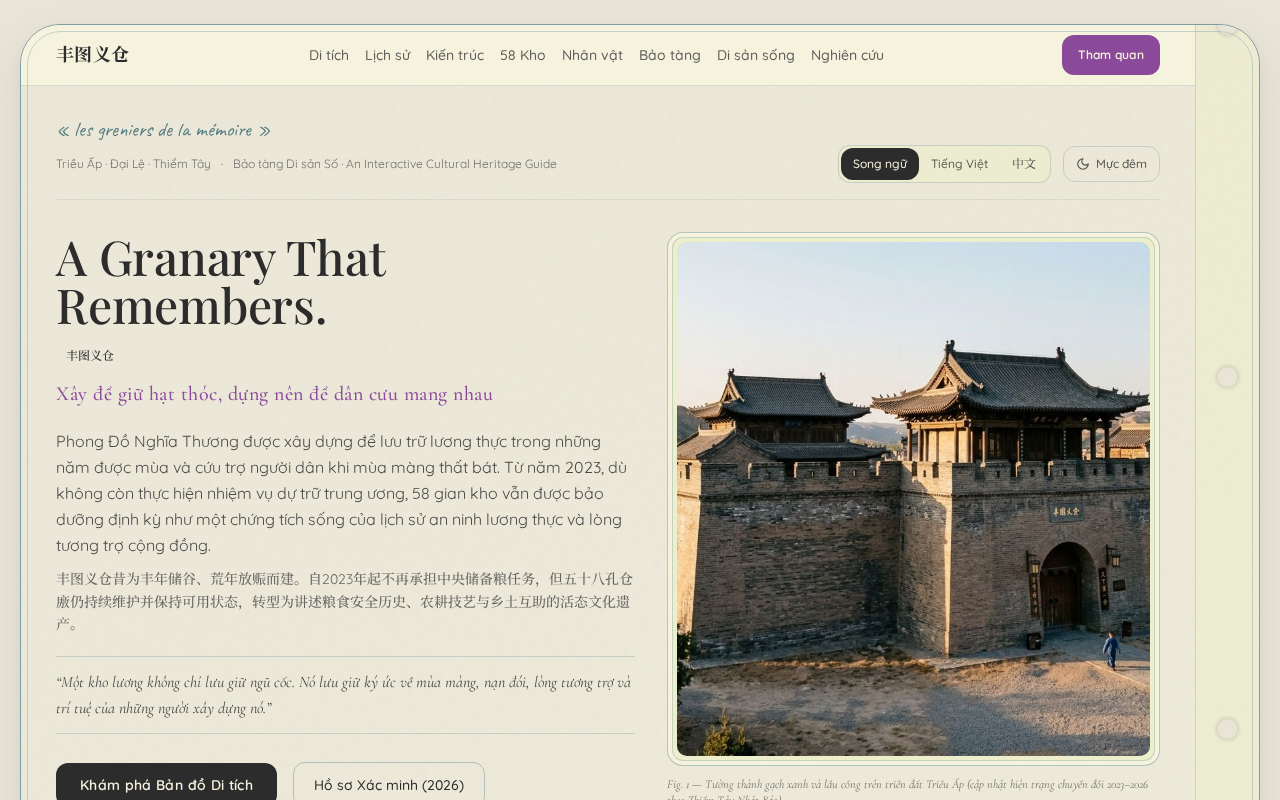 丰图义仓
Di tích Lịch sử Kiến trúc 58 Kho Nhân vật Bảo tàng Di sản sống Nghiên cứu
Tham quan
« les greniers de la mémoire »
Triều Ấp · Đại Lệ · Thiểm Tây · Bảo tàng Di sản Số · An Interactive Cultural Heritage Guide
Song ngữ Tiếng Việt 中文 Mực đêm
A Granary That
Remembers.
丰图义仓
Xây để giữ hạt thóc, dựng nên để dân cưu mang nhau
Phong Đồ Nghĩa Thương được xây dựng để lưu trữ lương thực trong những
năm được mùa và cứu trợ người dân khi mùa màng thất bát. Từ năm 2023, dù
không còn thực hiện nhiệm vụ dự trữ trung ương, 58 gian kho vẫn được bảo
dưỡng định kỳ như một chứng tích sống của lịch sử an ninh lương thực và lòng
tương trợ cộng đồng.
丰图义仓昔为丰年储谷、荒年放赈而建。自2023年起不再承担中央储备粮任务，但五十八孔仓
廒仍持续维护并保持可用状态，转型为讲述粮食安全历史、农耕技艺与乡土互助的活态文化遗
产。
“Một kho lương không chỉ lưu giữ ngũ cốc. Nó lưu giữ ký ức về mùa màng, nạn đói, lòng tương trợ và
trí tuệ của những người xây dựng nó.”
Khám phá Bản đồ Di tích
Hồ sơ Xác minh (2026)
丰图义仓
Fig. 1 — Tường thành gạch xanh và lầu cổng trên triền đất Triều Ấp (cập nhật hiện trạng chuyển đổi 2023–2026